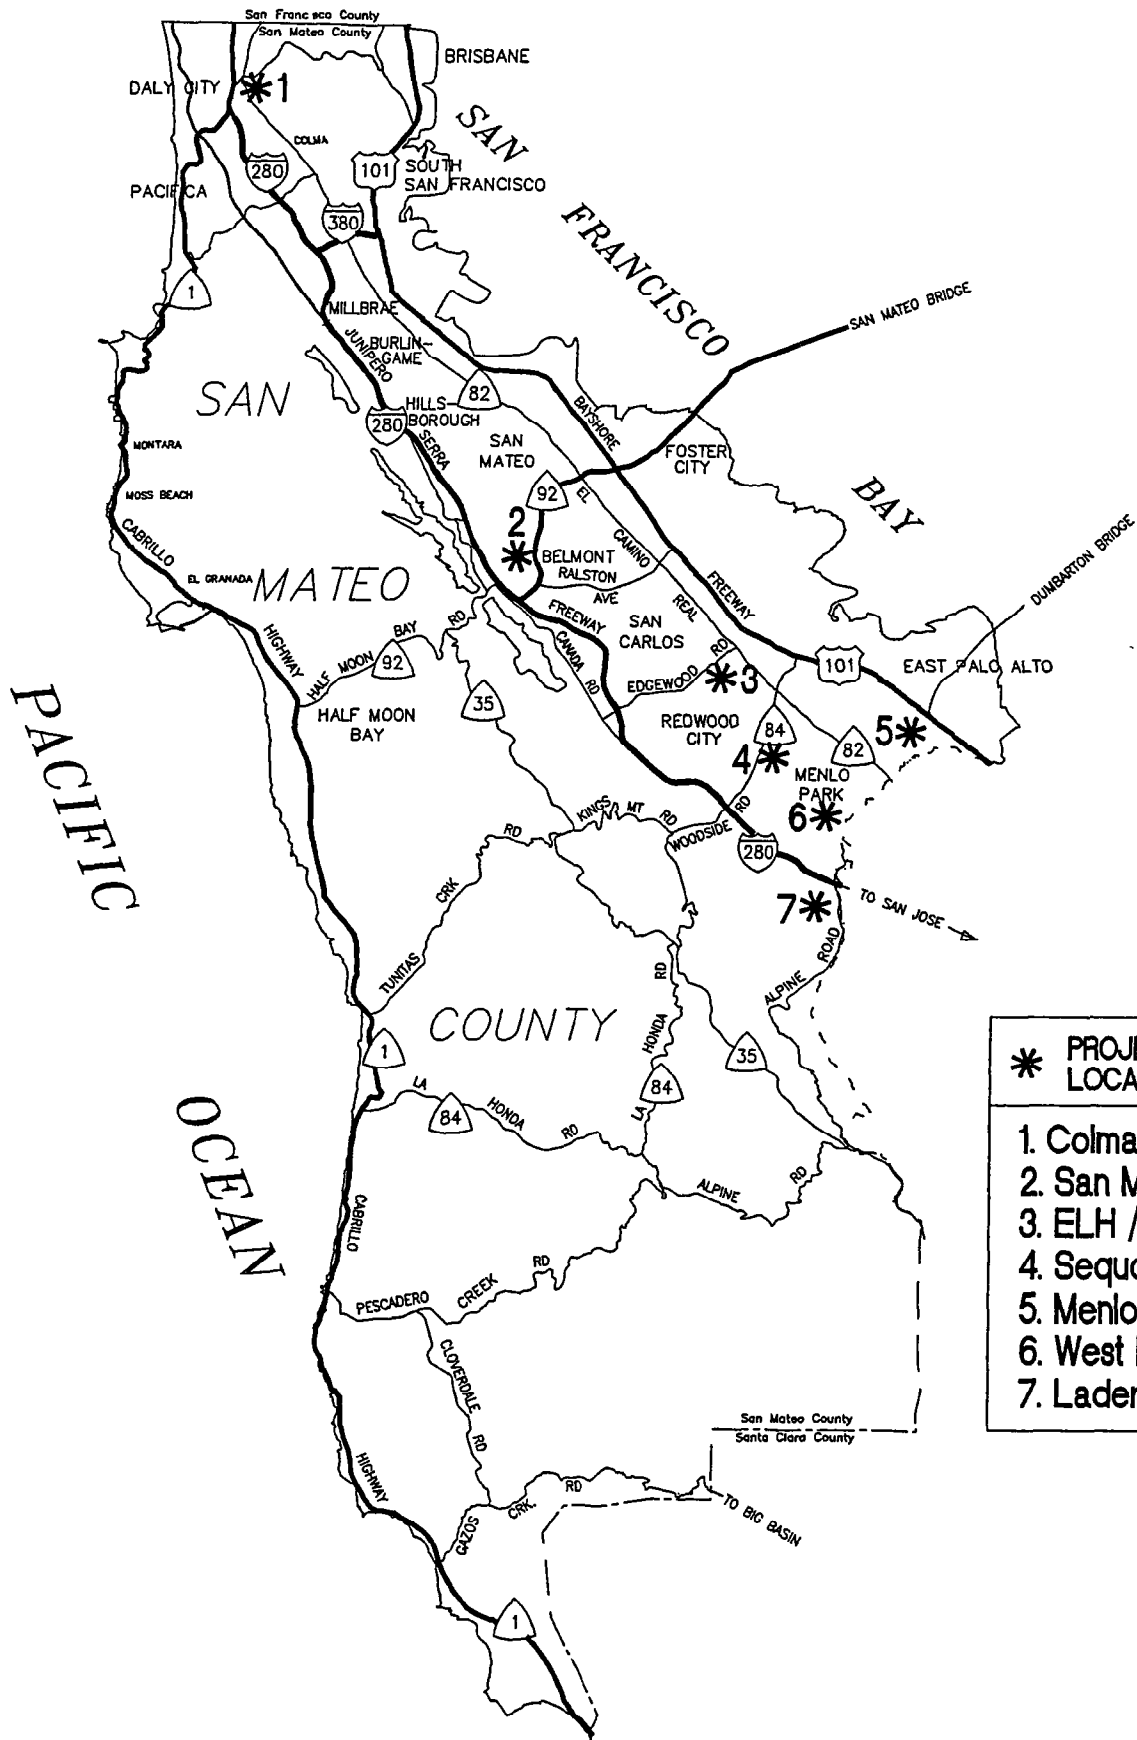 San Francisco County
San Mateo County
BRISBANE
DALY CITY
1
COLMA
SAN
FRANCISCO
BAY
280
101
SOUTH
SAN FRANCISCO
PACIFICA
380
1
MILLBRAE
SAN MATEO BRIDGE
JUNIPERO
BURLIN-
GAME
SAN
MATEO
COUNTY
82
HILLS-
BOROUGH
280
SERRA
BAYSHORE
SAN
MATEO
FOSTER
CITY
MONTARA
MOSS BEACH
92
EL
CAMINO
REAL
2
CABRILLO
HIGHWAY
BELMONT
RALSTON
AVE
EL GRANADA
FREEWAY
DUMBARTON BRIDGE
FREEWAY
SAN
CARLOS
HALF MOON BAY RD
92
CANADA
RD
EDGEWOOD RD
3
101
EAST PALO ALTO
35
HALF MOON
BAY
REDWOOD
CITY
84
82
5
4
MENLO
PARK
6
PACIFIC
OCEAN
KINGS MT RD
WOODSIDE RD
280
7
TO SAN JOSE
TUNITAS CRK RD
ALPINE ROAD
1
LA HONDA RD
84
35
LA HONDA RD
84
ALPINE RD
CABRILLO
HIGHWAY
PESCADERO CREEK RD
CLOVERDALE RD
San Mateo County
Santa Clara County
GAZOS CRK. RD
TO BIG BASIN
1
PROJ
LOCA
1. Colma
2. San M
3. ELH /
4. Sequo
5. Menlo
6. West
7. Lader